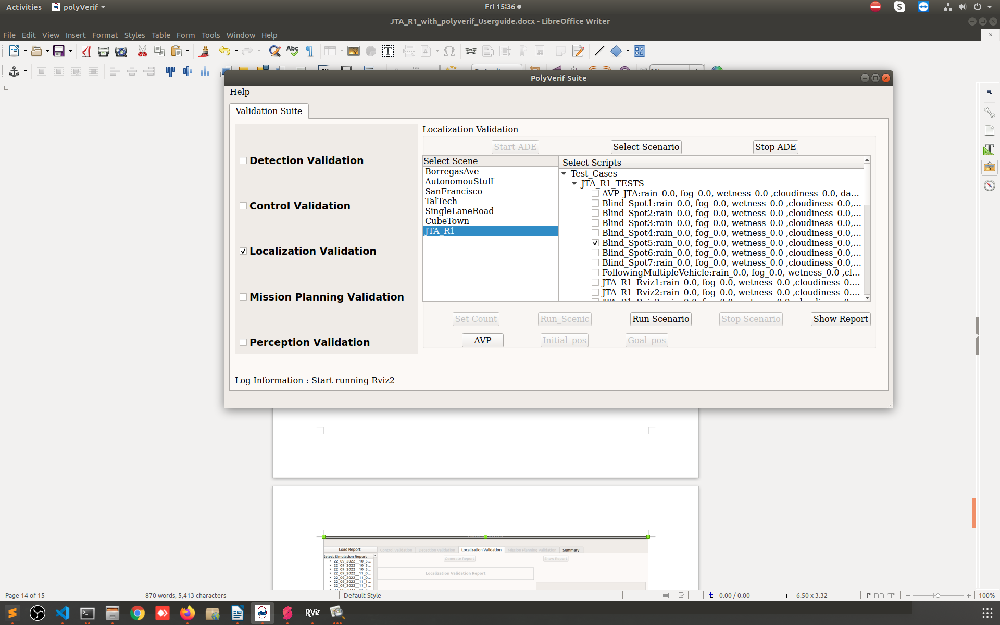 Activities polyVerif Fri 15:36
JTA_R1_with_polyverif_Userguide.docx - LibreOffice Writer
File Edit View Insert Format Styles Table Form Tools Window Help
PolyVerif Suite
Help
Validation Suite
Localization Validation
Start ADE Select Scenario Stop ADE
Detection Validation
Control Validation
Localization Validation
Mission Planning Validation
Perception Validation
Select Scene
BorregasAve
AutonomouStuff
SanFrancisco
TalTech
SingleLaneRoad
CubeTown
JTA_R1
Select Scripts
Test_Cases
JTA_R1_TESTS
AVP_JTA:rain_0.0, fog_0.0, wetness_0.0 ,cloudiness_0.0, da...
Blind_Spot1:rain_0.0, fog_0.0, wetness_0.0 ,cloudiness_0.0,...
Blind_Spot2:rain_0.0, fog_0.0, wetness_0.0 ,cloudiness_0.0,...
Blind_Spot3:rain_0.0, fog_0.0, wetness_0.0 ,cloudiness_0.0,...
Blind_Spot4:rain_0.0, fog_0.0, wetness_0.0 ,cloudiness_0.0,...
Blind_Spot5:rain_0.0, fog_0.0, wetness_0.0 ,cloudiness_0.0,...
Blind_Spot6:rain_0.0, fog_0.0, wetness_0.0 ,cloudiness_0.0,...
Blind_Spot7:rain_0.0, fog_0.0, wetness_0.0 ,cloudiness_0.0,...
FollowingMultipleVehicle:rain_0.0, fog_0.0, wetness_0.0 ,cl...
JTA_R1_Rviz1:rain_0.0, fog_0.0, wetness_0.0 ,cloudiness_0....
JTA_R1_Rviz2:rain_0.0, fog_0.0, wetness_0.0 ,cloudiness_0....
Set Count Run_Scenic Run Scenario Stop Scenario Show Report
AVP Initial_pos Goal_pos
Log Information : Start running Rviz2
Load Report Control Validation Detection Validation Localization Validation Mission Planning Validation Summary
Select Simulation Report Generate Report Show Report
22_09_2022__10_5...
22_09_2022__10_5...
22_09_2022__10_5...
22_09_2022__11_0...
22_09_2022__11_0...
22_09_2022__11_1...
22_09_2022__11_1...
Localization Validation Report
Page 14 of 15 870 words, 5,413 characters Default Style 0.00 / 0.00 6.50 x 3.32 100%
RViz